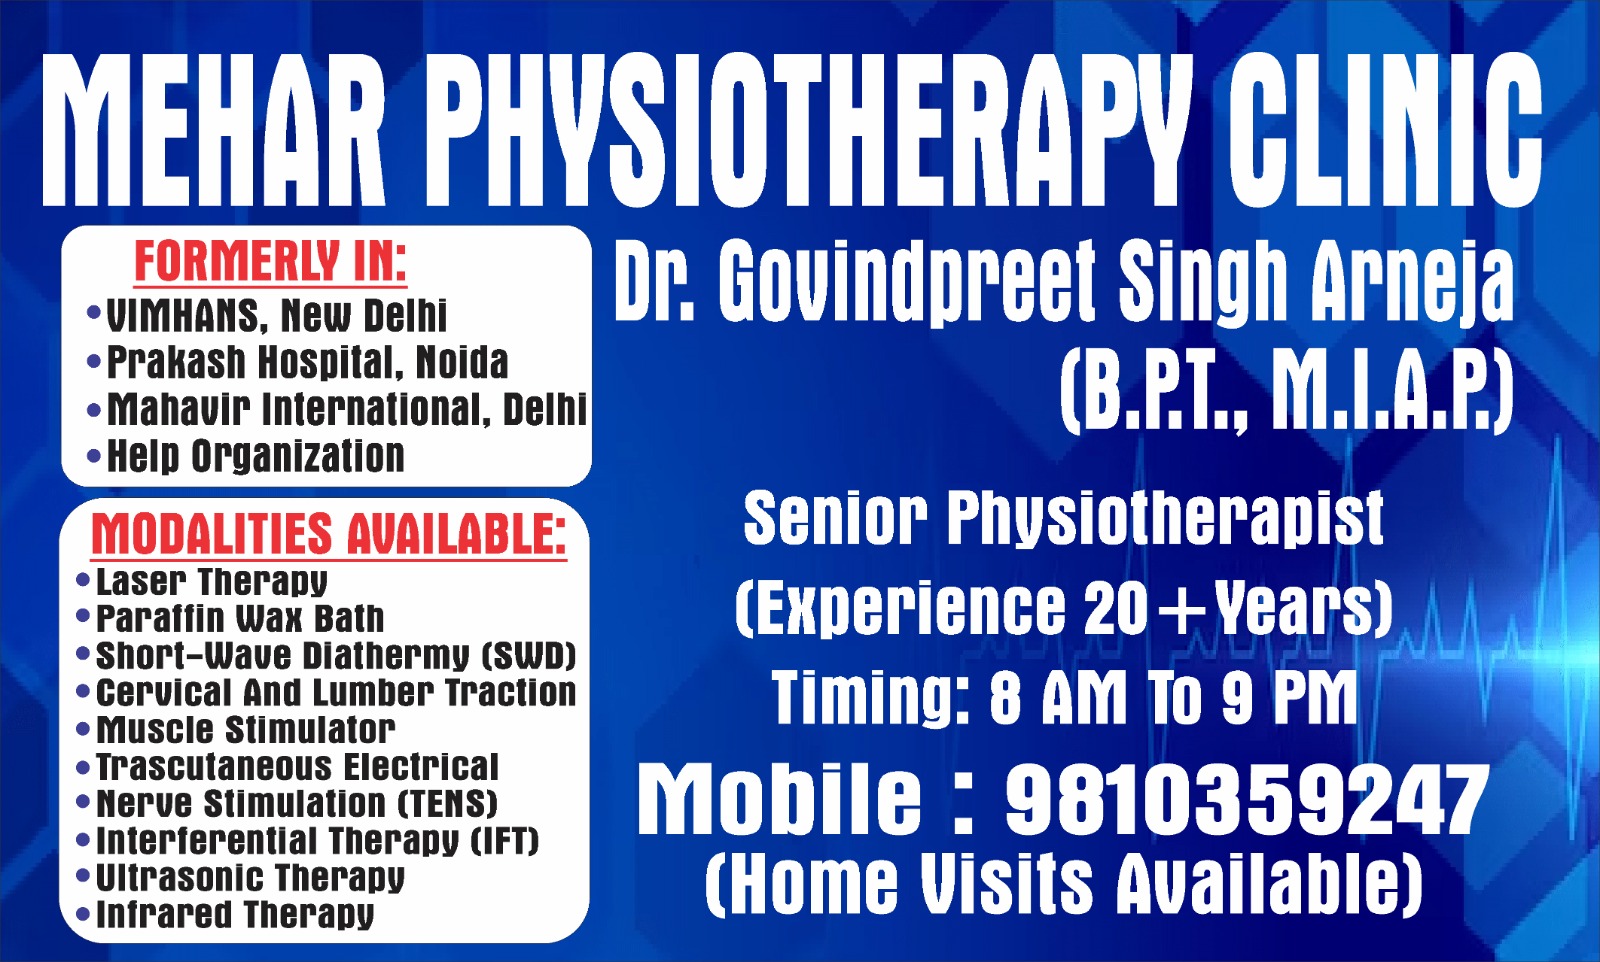 MEHAR PHYSIOTHERAPY CLINIC
FORMERLY IN:
•VIMHANS, New Delhi
•Prakash Hospital, Noida
•Mahavir International, Delhi
•Help Organization
MODALITIES AVAILABLE:
•Laser Therapy
•Paraffin Wax Bath
•Short-Wave Diathermy (SWD)
•Cervical And Lumber Traction
•Muscle Stimulator
•Trascutaneous Electrical
•Nerve Stimulation (TENS)
•Interferential Therapy (IFT)
•Ultrasonic Therapy
•Infrared Therapy
Dr. Govindpreet Singh Arneja
(B.P.T., M.I.A.P.)
Senior Physiotherapist
(Experience 20+Years)
Timing: 8 AM To 9 PM
Mobile : 9810359247
(Home Visits Available)